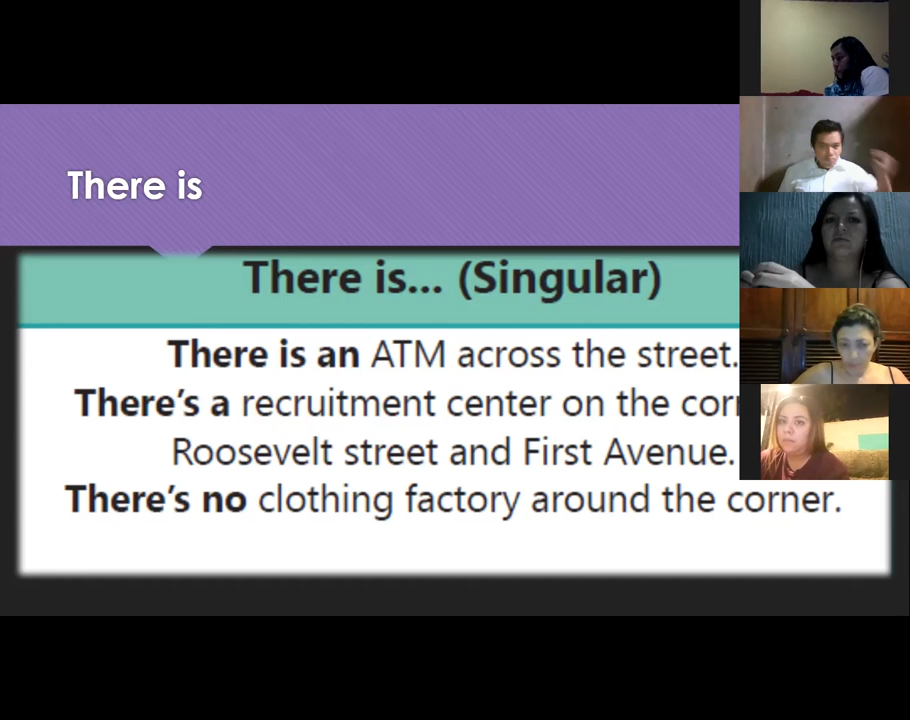 There is
There is... (Singular)
There is an ATM across the street.
There's a recruitment center on the
Roosevelt street and First Avenue.
There's no clothing factory around the corner.